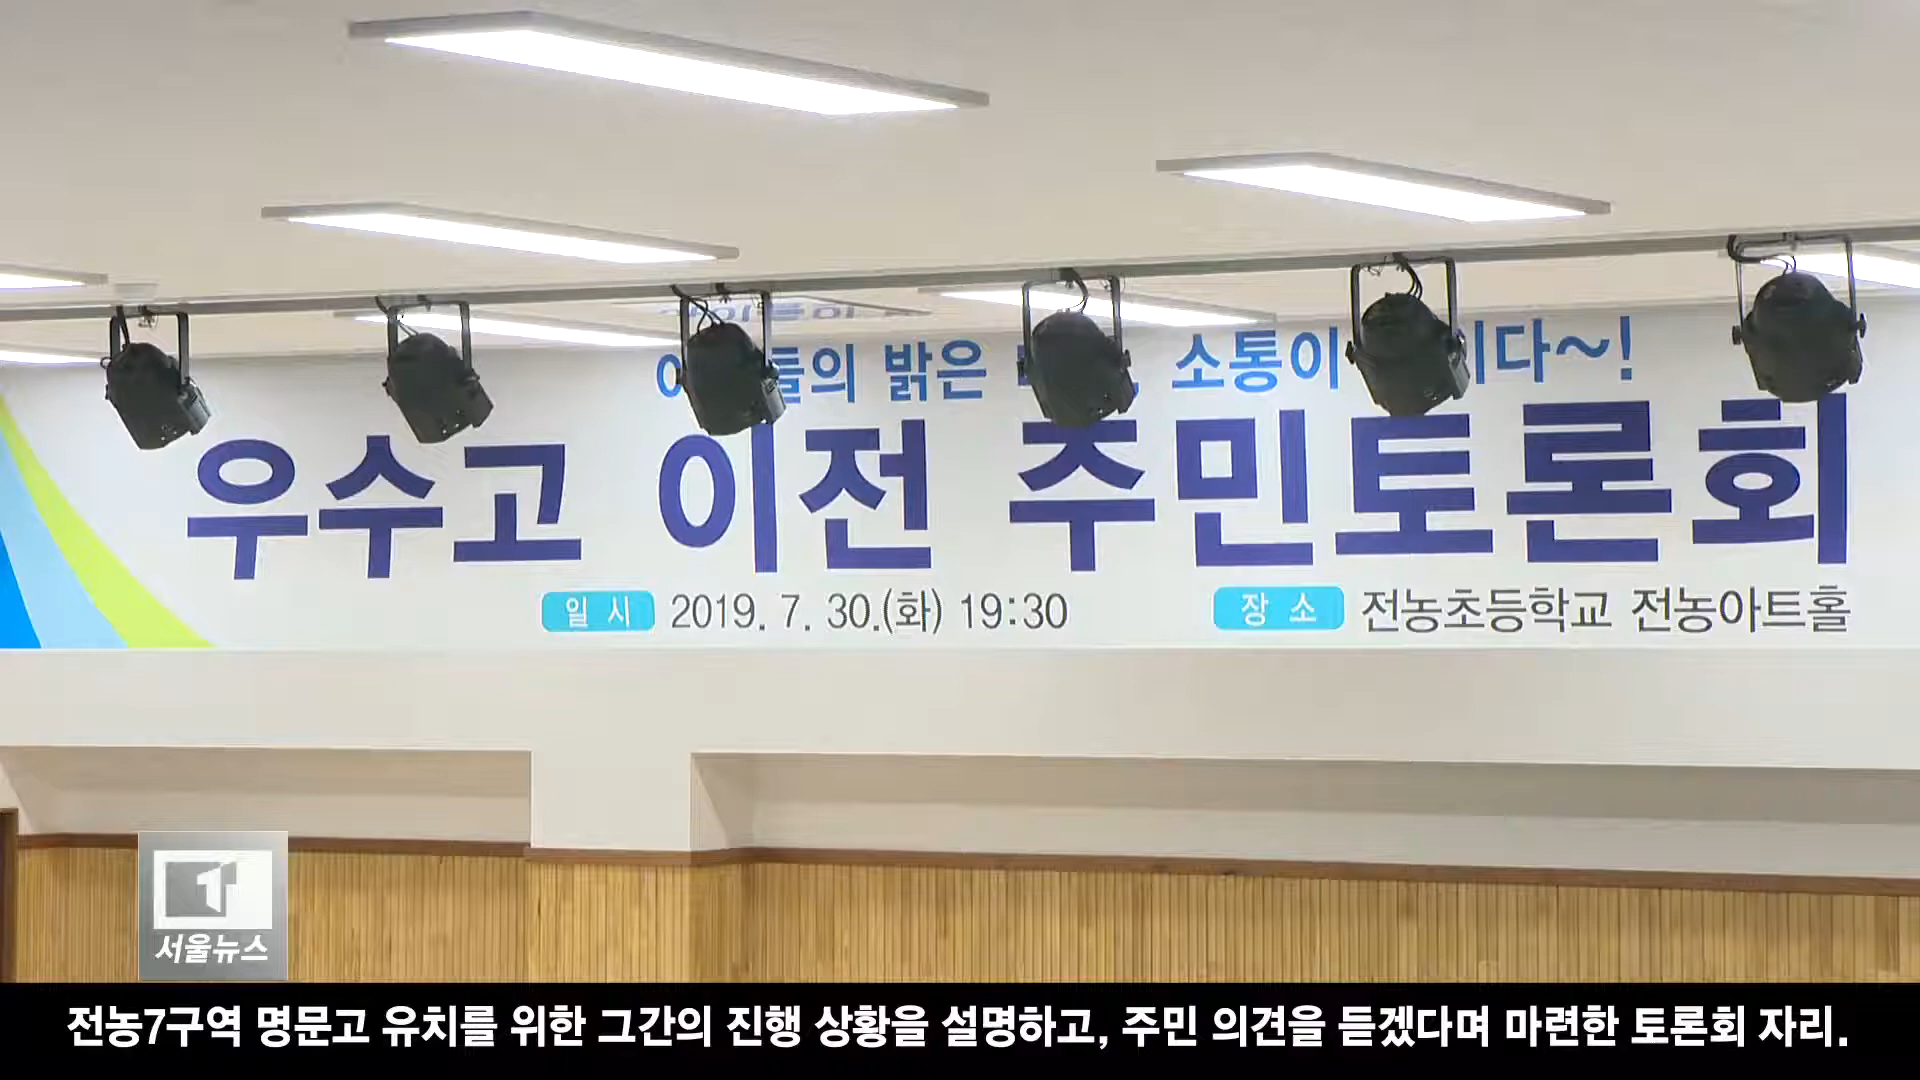 밝은 소통이
우수고 이전 주민토론회
일 시 2019. 7. 30.(화) 19:30 장 소 전농초등학교 전농아트홀
서울뉴스
전농7구역 명문고 유치를 위한 그간의 진행 상황을 설명하고, 주민 의견을 듣겠다며 마련한 토론회 자리.